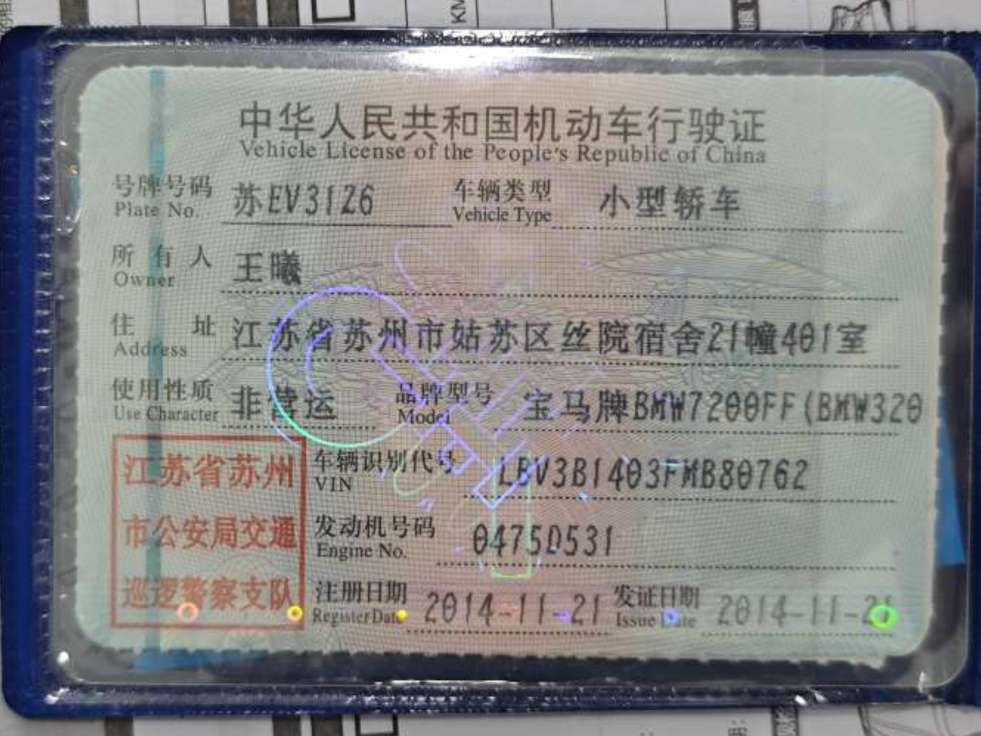 中华人民共和国机动车行驶证
Vehicle License of the People's Republic of China
号牌号码 苏EV3126 车辆类型 小型轿车
Plate No. Vehicle Type
所有人 王曦
Owner
住址 江苏省苏州市姑苏区丝院宿舍21幢401室
Address
使用性质 非营运 品牌型号 宝马牌BMW7200FF(BMW320
Use Character Model
江苏省苏州
市公安局交通
巡逻警察支队
车辆识别代号 LBV3B1403FMB80762
VIN
发动机号码 0475D531
Engine No.
注册日期 2014-11-21 发证日期 2014-11-21
Register Date Issue Date